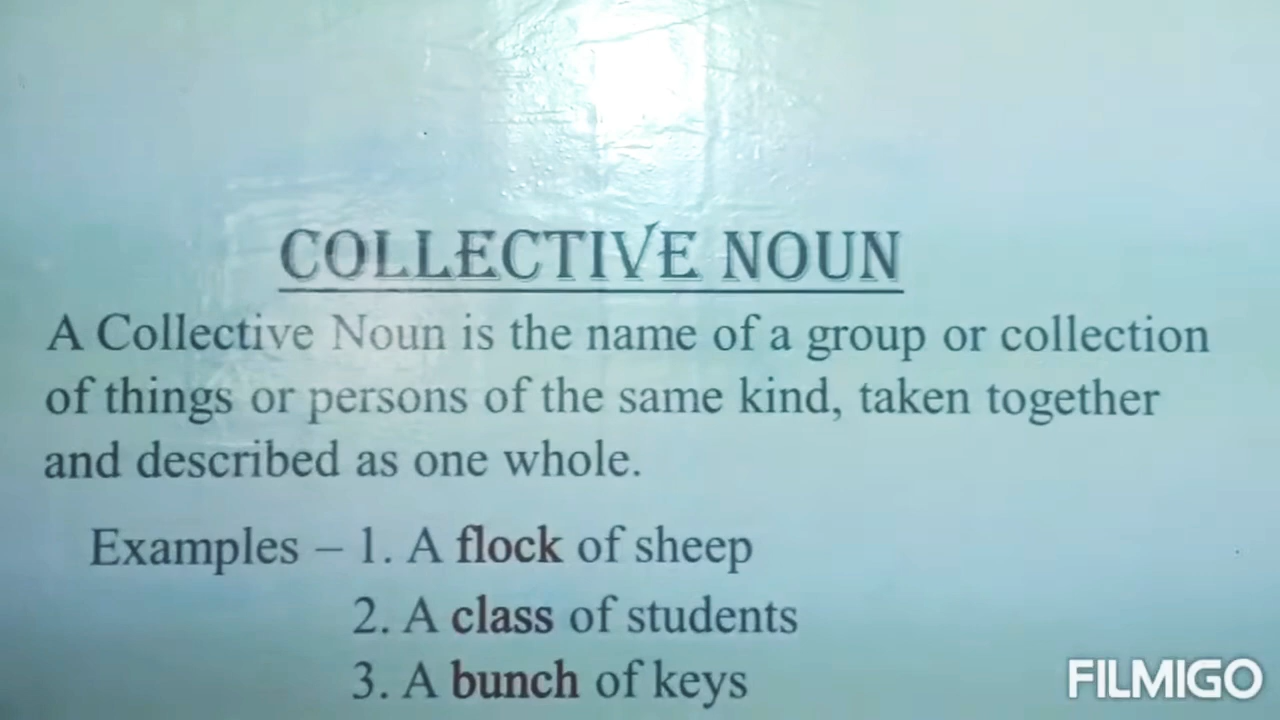 COLLECTIVE NOUN
A Collective Noun is the name of a group or collection
of things or persons of the same kind, taken together
and described as one whole.
Examples – 1. A flock of sheep
2. A class of students
3. A bunch of keys
FILMIGO